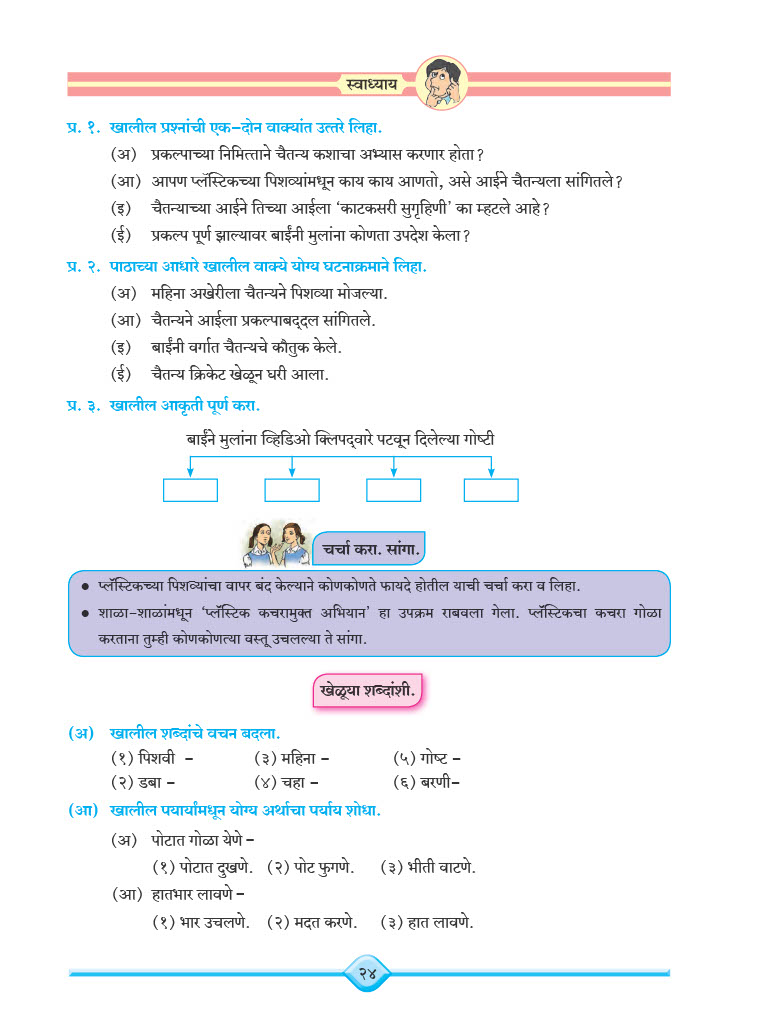 स्वाध्याय
प्र. १. खालील प्रश्नांची एक-दोन वाक्यांत उत्तरे लिहा.
(अ) प्रकल्पाच्या निमित्ताने चैतन्य कशाचा अभ्यास करणार होता?
(आ) आपण प्लॅस्टिकच्या पिशव्यांमधून काय काय आणतो, असे आईने चैतन्यला सांगितले?
(इ) चैतन्याच्या आईने तिच्या आईला ‘काटकसरी सुगृहिणी’ का म्हटले आहे?
(ई) प्रकल्प पूर्ण झाल्यावर बाईंनी मुलांना कोणता उपदेश केला?
प्र. २. पाठाच्या आधारे खालील वाक्ये योग्य घटनाक्रमाने लिहा.
(अ) महिना अखेरीला चैतन्यने पिशव्या मोजल्या.
(आ) चैतन्यने आईला प्रकल्पाबद्दल सांगितले.
(इ) बाईंनी वर्गात चैतन्यचे कौतुक केले.
(ई) चैतन्य क्रिकेट खेळून घरी आला.
प्र. ३. खालील आकृती पूर्ण करा.
बाईंने मुलांना व्हिडिओ क्लिपद्वारे पटवून दिलेल्या गोष्टी
चर्चा करा. सांगा.
● प्लॅस्टिकच्या पिशव्यांचा वापर बंद केल्याने कोणकोणते फायदे होतील याची चर्चा करा व लिहा.
● शाळा-शाळांमधून ‘प्लॅस्टिक कचरामुक्त अभियान’ हा उपक्रम राबवला गेला. प्लॅस्टिकचा कचरा गोळा
करताना तुम्ही कोणकोणत्या वस्तू उचलल्या ते सांगा.
खेळूया शब्दांशी.
(अ) खालील शब्दांचे वचन बदला.
(१) पिशवी - (३) महिना - (५) गोष्ट -
(२) डबा - (४) चहा - (६) बरणी-
(आ) खालील पयार्यांमधून योग्य अर्थाचा पर्याय शोधा.
(अ) पोटात गोळा येणे -
(१) पोटात दुखणे. (२) पोट फुगणे. (३) भीती वाटणे.
(आ) हातभार लावणे -
(१) भार उचलणे. (२) मदत करणे. (३) हात लावणे.
२४